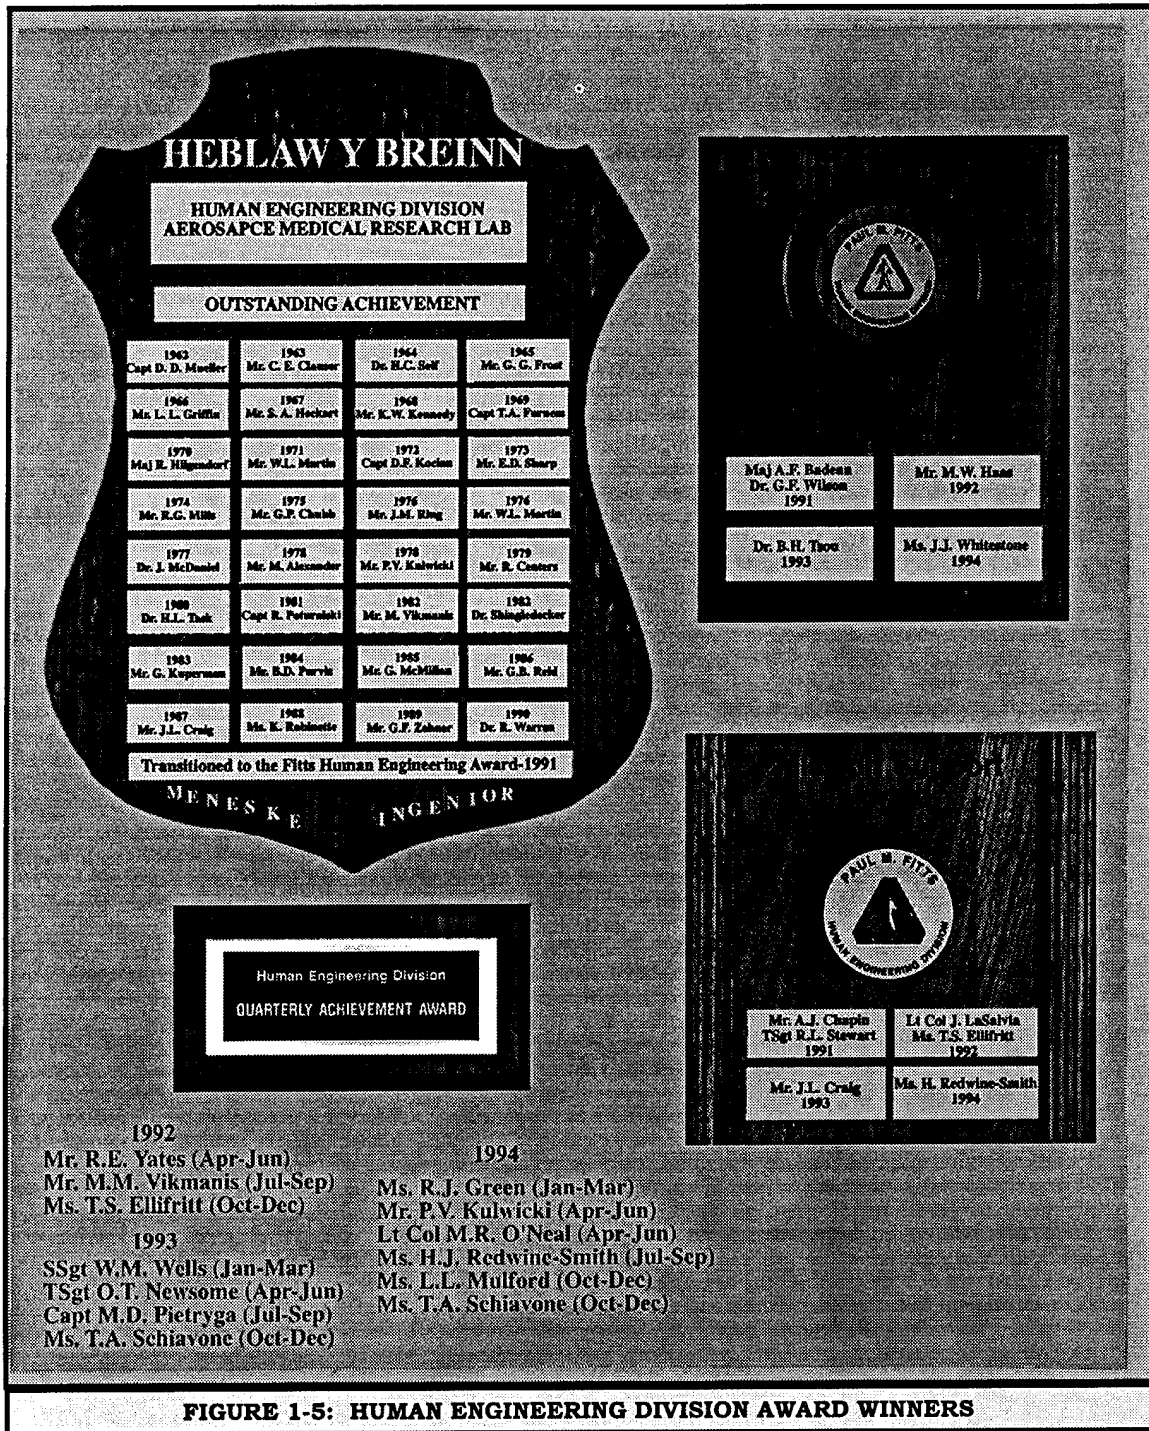 HEBLAW Y BREINN
HUMAN ENGINEERING DIVISION
AEROSAPCE MEDICAL RESEARCH LAB
OUTSTANDING ACHIEVEMENT
1962
Capt D. D. Mueller
1963
Mr. C. E. Clauser
1964
Dr. H.C. Self
1965
Mr. G. G. Frost
1966
Mr. L. L. Griffin
1967
Mr. S. A. Heckart
1968
Mr. K.W. Kennedy
1969
Capt T.A. Furness
1970
Maj R. Hilgendorf
1971
Mr. W.L. Martin
1972
Capt D.F. Kocian
1973
Mr. E.D. Sharp
1974
Mr. R.G. Mills
1975
Mr. G.P. Chubb
1976
Mr. J.M. Ring
1976
Mr. W.L. Martin
1977
Dr. J. McDaniel
1978
Mr. M. Alexander
1978
Mr. P.V. Kulwicki
1979
Mr. R. Centers
1980
Dr. H.L. Task
1981
Capt R.
1982
Mr. M. Vikmanis
1982
Dr. Shingledecker
1983
Mr. G. Kuperman
1984
Mr. B.D. Purvis
1985
Mr. G. McMillan
1986
Mr. G.B. Reid
1987
Mr. J.L. Craig
1988
Ms. K. Robinette
1989
Mr. G.F. Zehner
1990
Dr. R. Warren
Transitioned to the Fitts Human Engineering Award-1991
MENESKE INGENIOR
PAUL M. FITTS
Maj A.F. Badeau
Dr. G.F. Wilson
1991
Mr. M.W. Haas
1992
Dr. B.H. Tsou
1993
Ms. J.J. Whitestone
1994
PAUL M. FITTS
HUMAN ENGINEERING DIVISION
Mr. A.J. Chapin
TSgt R.L. Stewart
1991
Lt Col J. LaSalvia
Ms. T.S. Ellifritt
1992
Mr. J.L. Craig
1993
Ms. H. Redwine-Smith
1994
Human Engineering Division
QUARTERLY ACHIEVEMENT AWARD
1992
Mr. R.E. Yates (Apr-Jun)
Mr. M.M. Vikmanis (Jul-Sep)
Ms. T.S. Ellifritt (Oct-Dec)
1993
SSgt W.M. Wells (Jan-Mar)
TSgt O.T. Newsome (Apr-Jun)
Capt M.D. Pietryga (Jul-Sep)
Ms. T.A. Schiavone (Oct-Dec)
1994
Ms. R.J. Green (Jan-Mar)
Mr. P.V. Kulwicki (Apr-Jun)
Lt Col M.R. O'Neal (Apr-Jun)
Ms. H.J. Redwine-Smith (Jul-Sep)
Ms. L.L. Mulford (Oct-Dec)
Ms. T.A. Schiavone (Oct-Dec)
FIGURE 1-5: HUMAN ENGINEERING DIVISION AWARD WINNERS